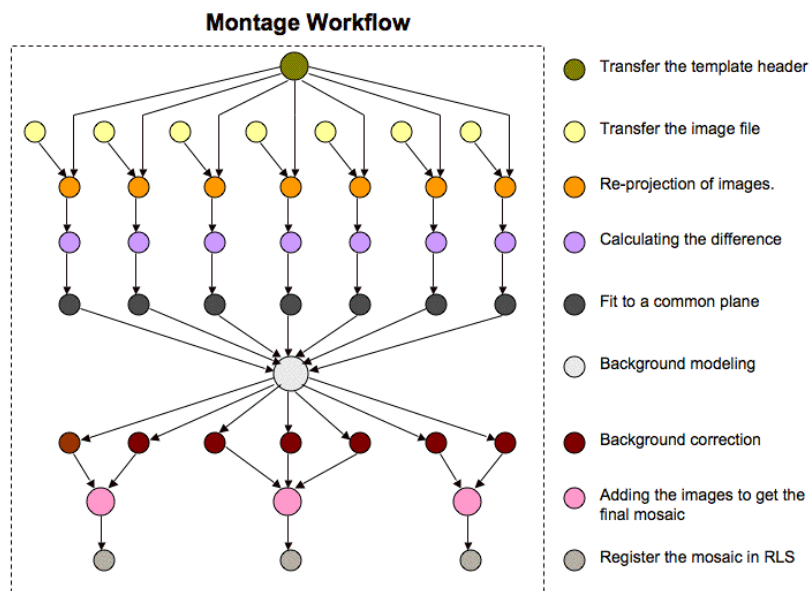 Montage Workflow
Transfer the template header
Transfer the image file
Re-projection of images.
Calculating the difference
Fit to a common plane
Background modeling
Background correction
Adding the images to get the
final mosaic
Register the mosaic in RLS